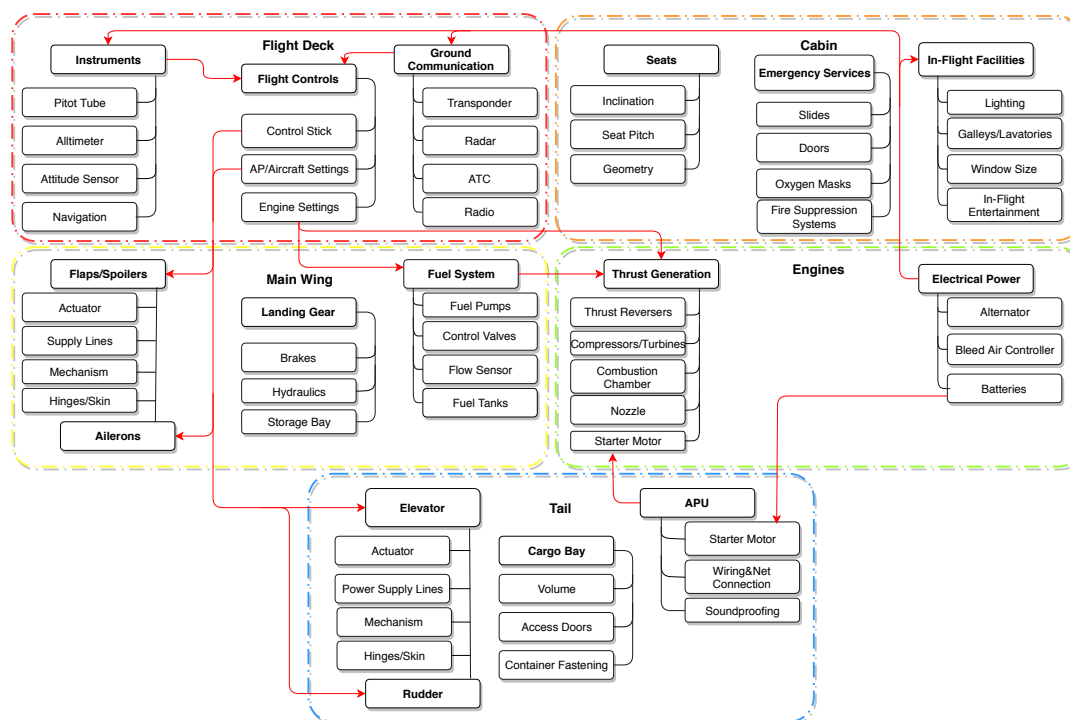 Flight Deck
Instruments
Pitot Tube
Alltimeter
Attitude Sensor
Navigation
Flight Controls
Control Stick
AP/Aircraft Settings
Engine Settings
Ground
Communication
Transponder
Radar
ATC
Radio
Cabin
Seats
Inclination
Seat Pitch
Geometry
Emergency Services
Slides
Doors
Oxygen Masks
Fire Suppression
Systems
In-Flight Facilities
Lighting
Galleys/Lavatories
Window Size
In-Flight
Entertainment
Main Wing
Flaps/Spoilers
Actuator
Supply Lines
Mechanism
Hinges/Skin
Ailerons
Landing Gear
Brakes
Hydraulics
Storage Bay
Fuel System
Fuel Pumps
Control Valves
Flow Sensor
Fuel Tanks
Engines
Thrust Generation
Thrust Reversers
Compressors/Turbines
Combustion
Chamber
Nozzle
Starter Motor
Electrical Power
Alternator
Bleed Air Controller
Batteries
Tail
Elevator
Actuator
Power Supply Lines
Mechanism
Hinges/Skin
Rudder
Cargo Bay
Volume
Access Doors
Container Fastening
APU
Starter Motor
Wiring&Net
Connection
Soundproofing